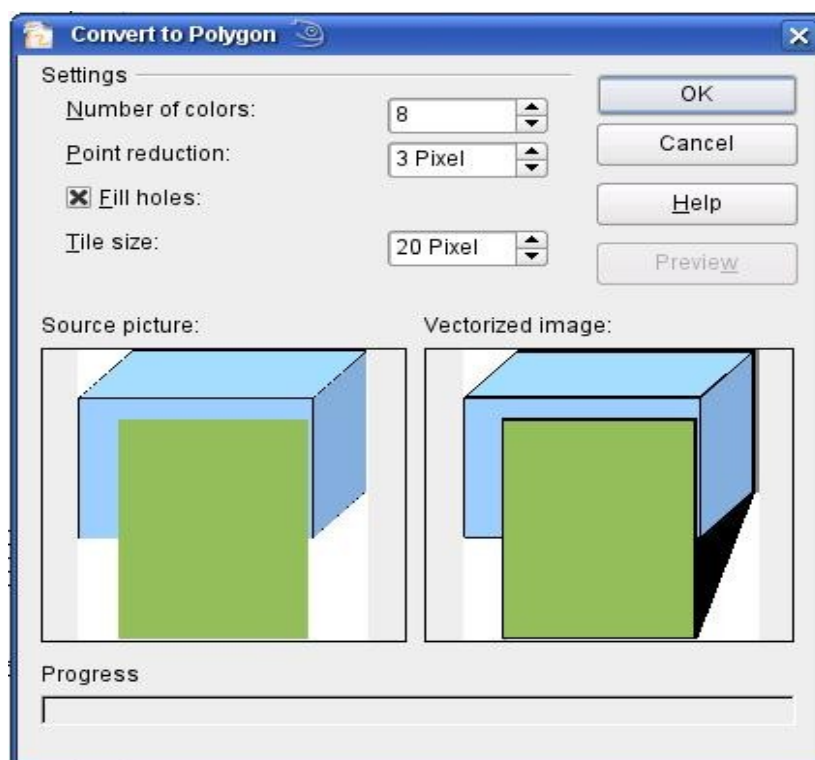 Convert to Polygon
Settings
Number of colors: 8
Point reduction: 3 Pixel
Fill holes:
Tile size: 20 Pixel
OK
Cancel
Help
Preview
Source picture:
Vectorized image:
Progress